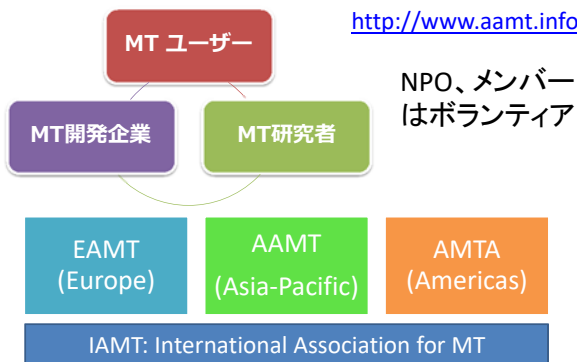 MT ユーザー
http://www.aamt.info
NPO、メンバー
はボランティア
MT開発企業
MT研究者
EAMT
(Europe)
AAMT
(Asia-Pacific)
AMTA
(Americas)
IAMT: International Association for MT